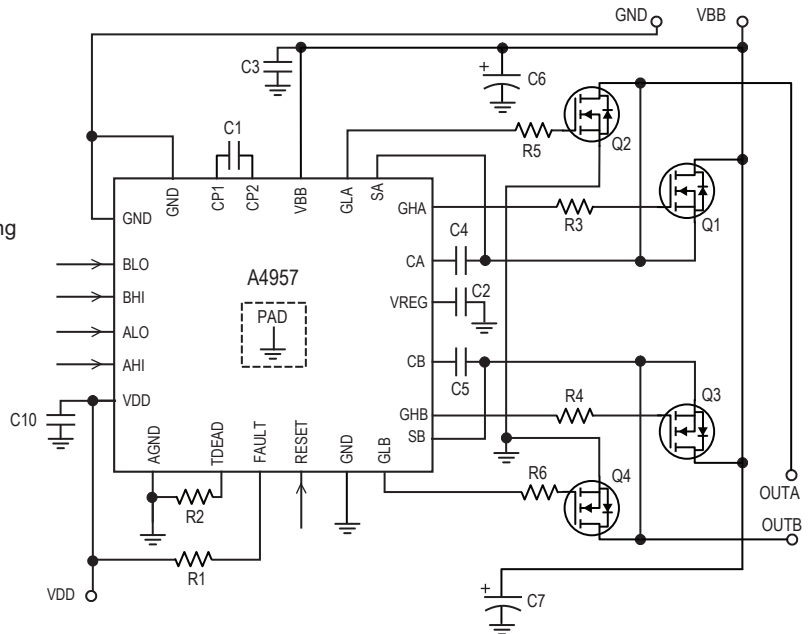 GND
VBB
C3
C6
C1
R5
Q2
GND
CP1
CP2
VBB
GLA
SA
GND
GHA
R3
Q1
ng
C4
BLO
CA
A4957
BHI
VREG
C2
PAD
ALO
AHI
CB
C5
Q3
VDD
R4
C10
GHB
SB
AGND
TDEAD
FAULT
RESET
GND
GLB
Q4
R6
OUTA
R2
OUTB
R1
VDD
C7